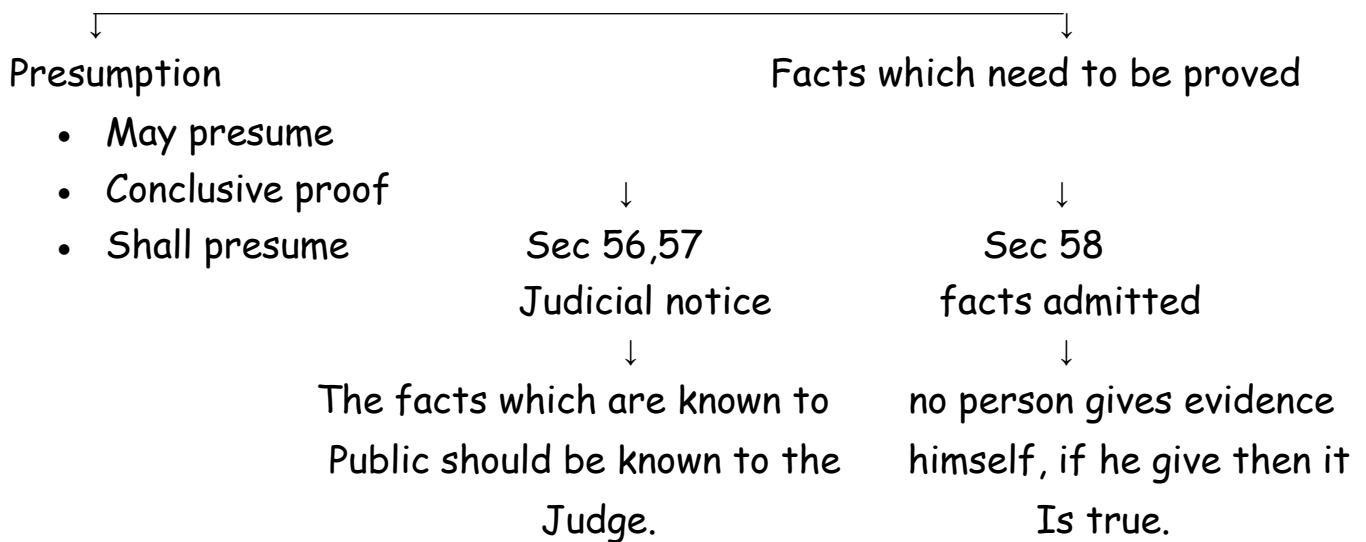 ↓ ↓
Presumption Facts which need to be proved
• May presume
• Conclusive proof ↓ ↓
• Shall presume Sec 56,57 Sec 58
Judicial notice facts admitted
↓ ↓
The facts which are known to no person gives evidence
Public should be known to the himself, if he give then it
Judge. Is true.